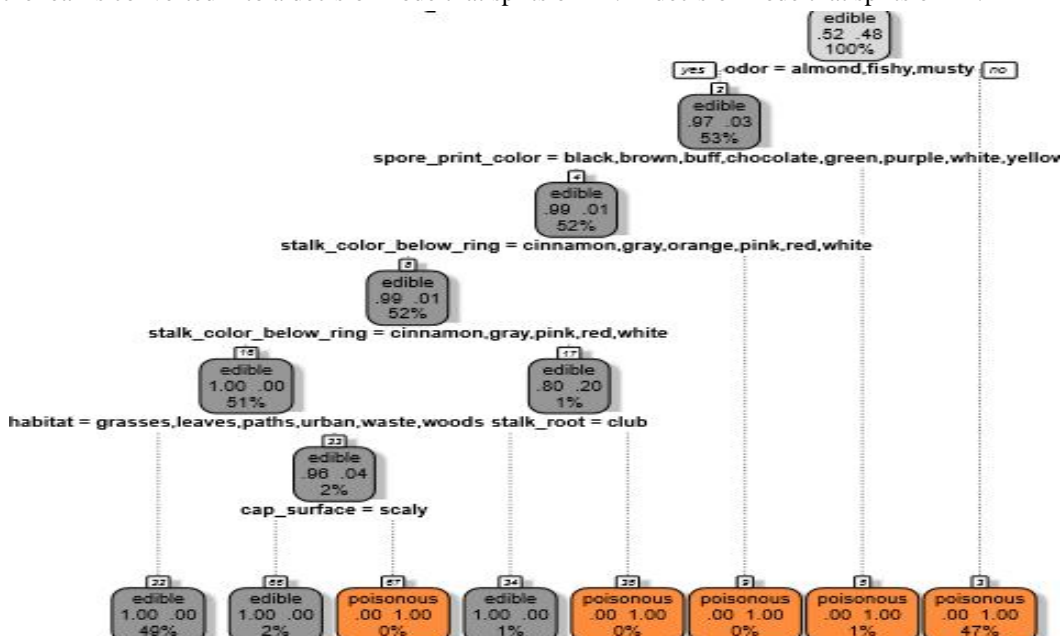 edible
.52 .48
100%
yes odor = almond,fishy,musty no
2
edible
.97 .03
53%
spore_print_color = black,brown,buff,chocolate,green,purple,white,yellow
4
edible
.99 .01
52%
stalk_color_below_ring = cinnamon,gray,orange,pink,red,white
edible
.99 .01
52%
stalk_color_below_ring = cinnamon,gray,pink,red,white
17
edible edible
1.00 .00 .80 .20
51% 1%
habitat = grasses,leaves,paths,urban,waste,woods stalk_root = club
edible
.96 .04
2%
cap_surface = scaly
67 34 35 9 3
edible edible poisonous edible poisonous poisonous poisonous poisonous
1.00 .00 1.00 .00 .00 1.00 1.00 .00 .00 1.00 .00 1.00 .00 1.00 .00 1.00
49% 2% 0% 1% 0% 0% 1% 47%